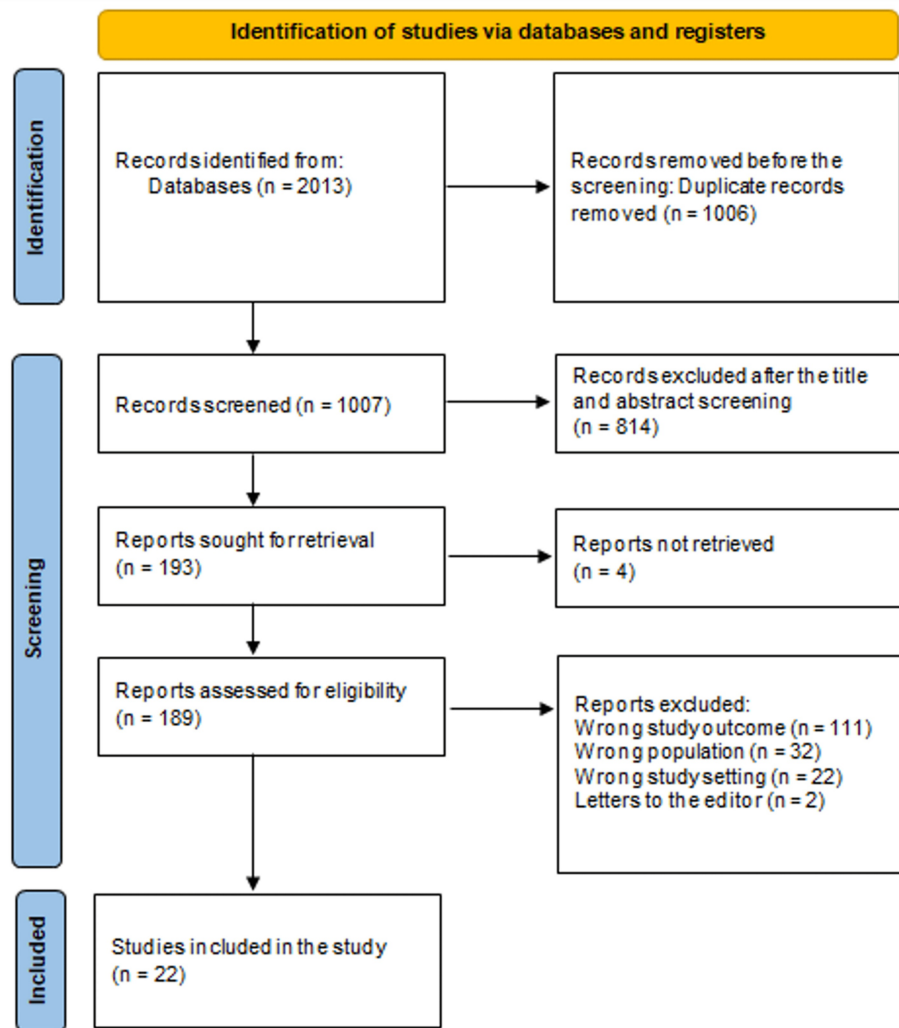 Identification of studies via databases and registers
Identification
Records identified from:
Databases (n = 2013)
Records removed before the
screening: Duplicate records
removed (n = 1006)
Screening
Records screened (n = 1007)
Records excluded after the title
and abstract screening
(n = 814)
Reports sought for retrieval
(n = 193)
Reports not retrieved
(n = 4)
Reports assessed for eligibility
(n = 189)
Reports excluded:
Wrong study outcome (n = 111)
Wrong population (n = 32)
Wrong study setting (n = 22)
Letters to the editor (n = 2)
Included
Studies included in the study
(n = 22)